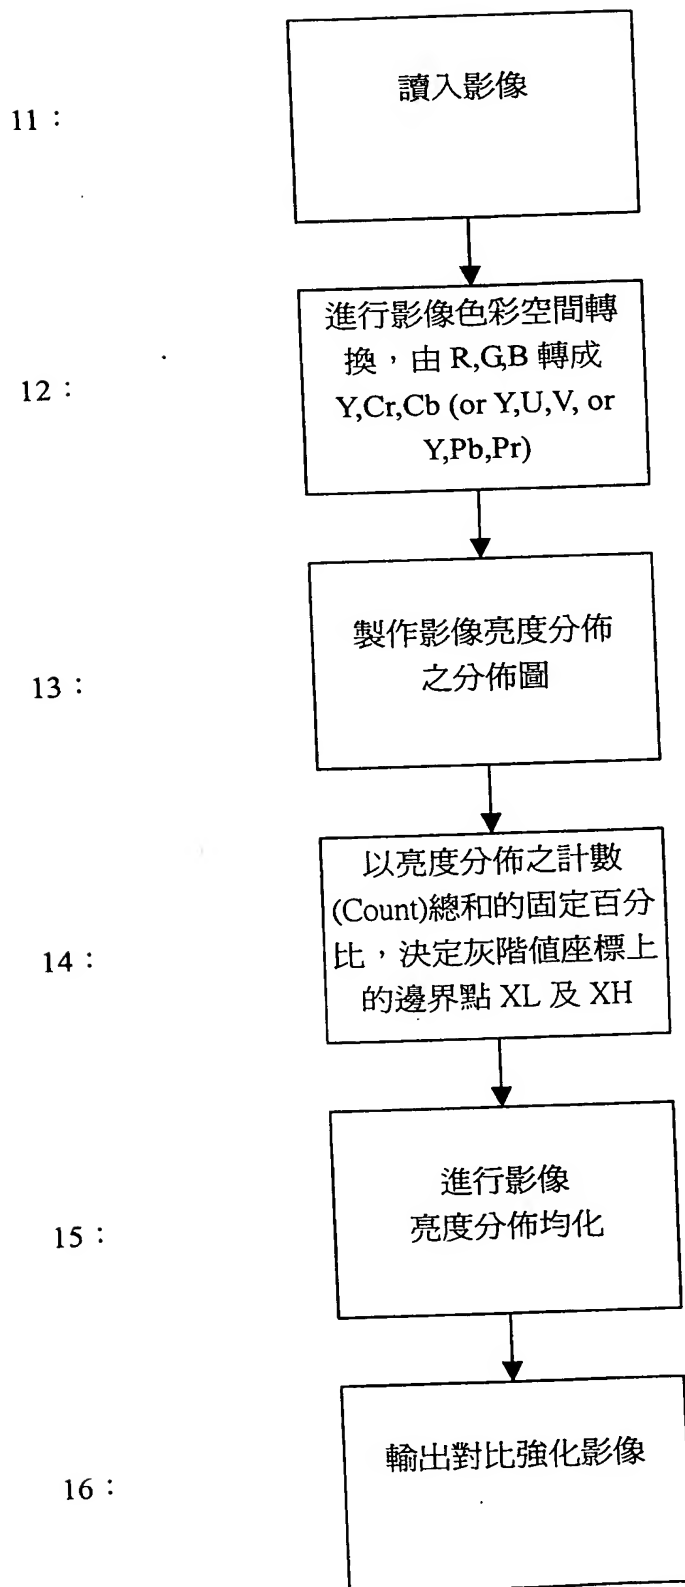 讀入影像
11：
進行影像色彩空間轉
換，由 R,G,B 轉成
Y,Cr,Cb (or Y,U,V, or
Y,Pb,Pr)
12：
製作影像亮度分佈
之分佈圖
13：
以亮度分佈之計數
(Count)總和的固定百分
比，決定灰階值座標上
的邊界點 XL 及 XH
14：
進行影像
亮度分佈均化
15：
輸出對比強化影像
16：